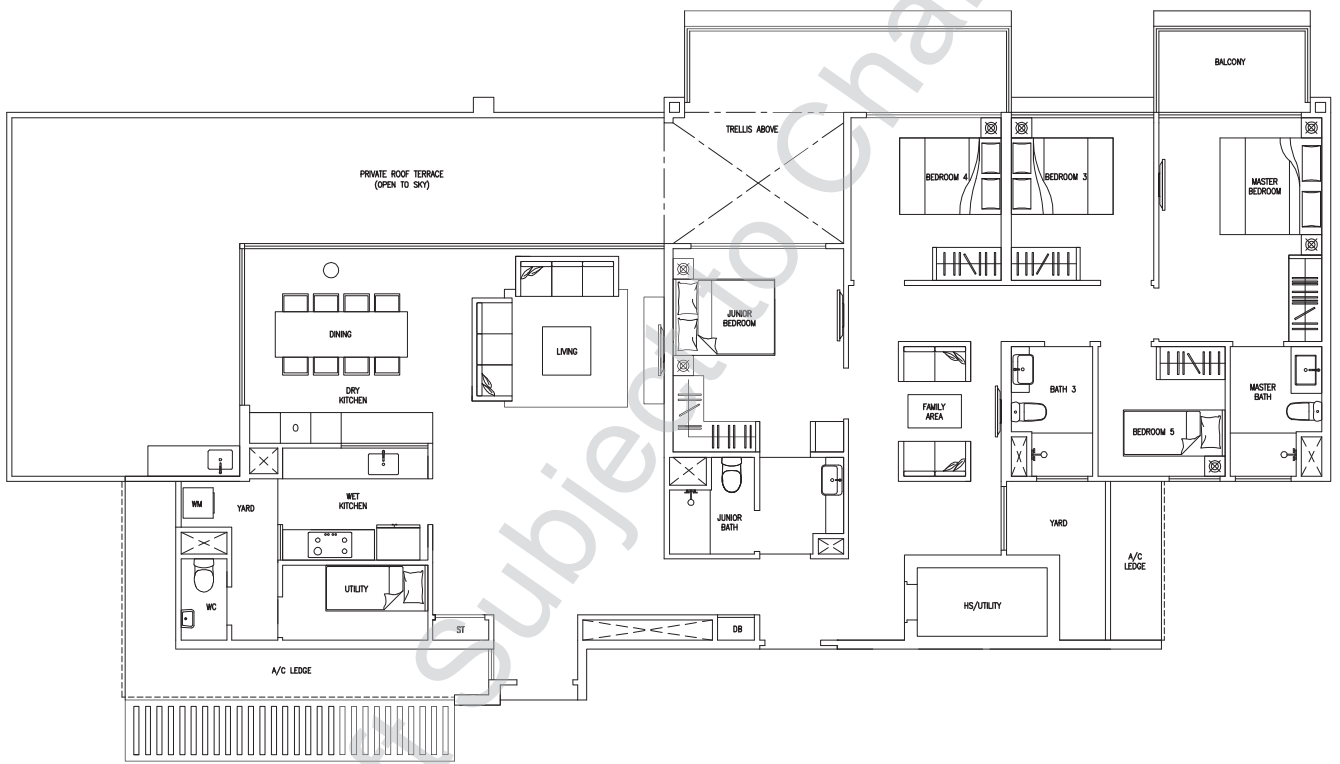 BALCONY
TRELLIS ABOVE
PRIVATE ROOF TERRACE
(OPEN TO SKY)
BEDROOM 4
BEDROOM 3
MASTER
BEDROOM
JUNIOR
BEDROOM
DINING
LIVING
DRY
KITCHEN
BATH 3
MASTER
BATH
FAMILY
AREA
BEDROOM 5
WET
KITCHEN
WM
YARD
JUNIOR
BATH
YARD
A/C
LEDGE
UTILITY
WC
HS/UTILITY
ST
DB
A/C LEDGE
Subject to